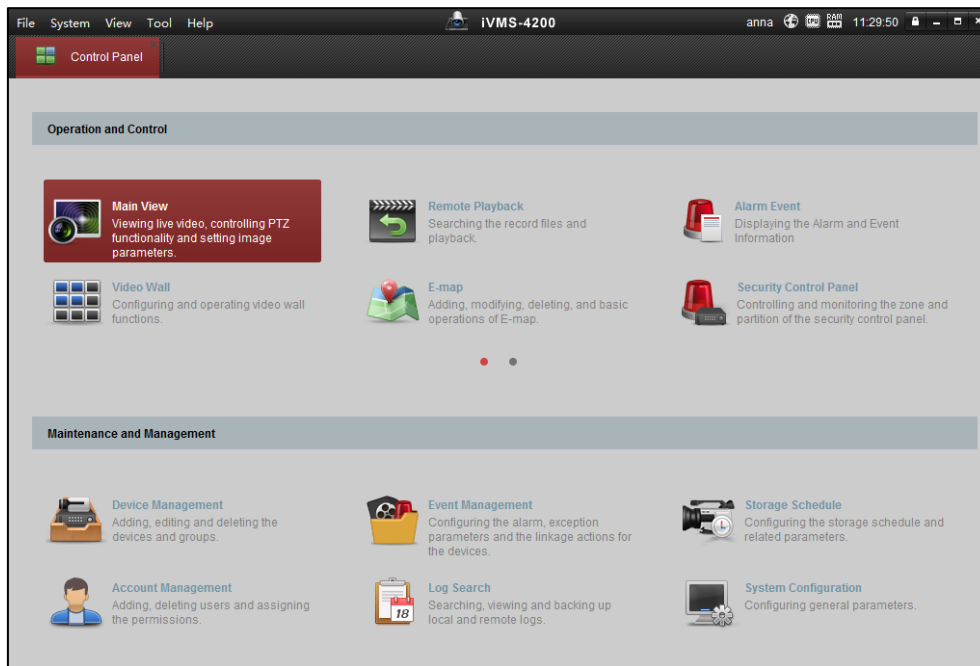 File System View Tool Help iVMS-4200 anna CPU RAM 11:29:50
Control Panel
Operation and Control
Main View
Viewing live video, controlling PTZ
functionality and setting image
parameters.
Remote Playback
Searching the record files and
playback.
Alarm Event
Displaying the Alarm and Event
Information
Video Wall
Configuring and operating video wall
functions.
E-map
Adding, modifying, deleting, and basic
operations of E-map.
Security Control Panel
Controlling and monitoring the zone and
partition of the security control panel.
Maintenance and Management
Device Management
Adding, editing and deleting the
devices and groups.
Event Management
Configuring the alarm, exception
parameters and the linkage actions for
the devices.
Storage Schedule
Configuring the storage schedule and
related parameters.
Account Management
Adding, deleting users and assigning
the permissions.
18
Log Search
Searching, viewing and backing up
local and remote logs.
System Configuration
Configuring general parameters.